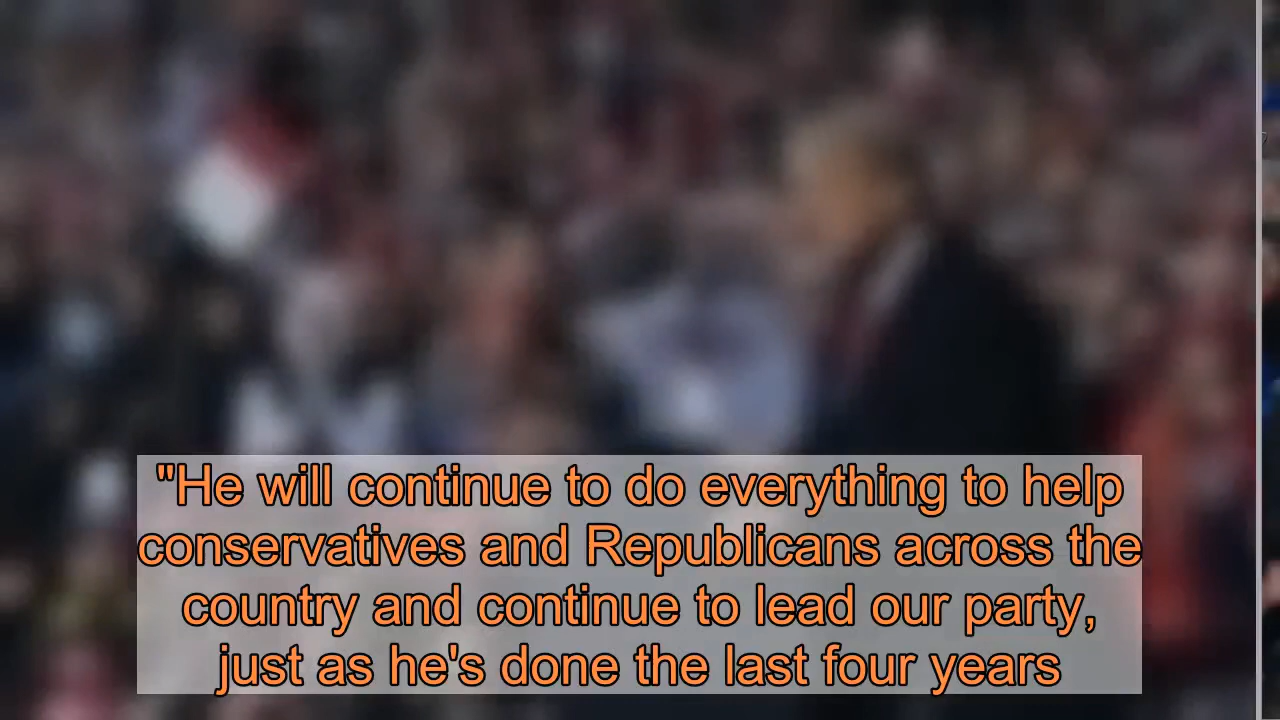 "He will continue to do everything to help
conservatives and Republicans across the
country and continue to lead our party,
just as he's done the last four years